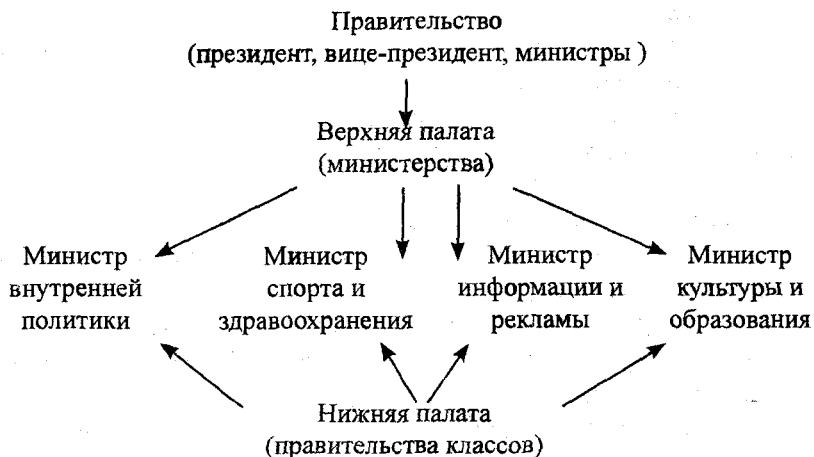 Правительство
(президент, вице-президент, министры )
Верхняя палата
(министерства)
Министр
внутренней
политики
Министр
спорта и
здравоохранения
Министр
информации и
рекламы
Министр
культуры и
образования
Нижняя палата
(правительства классов)